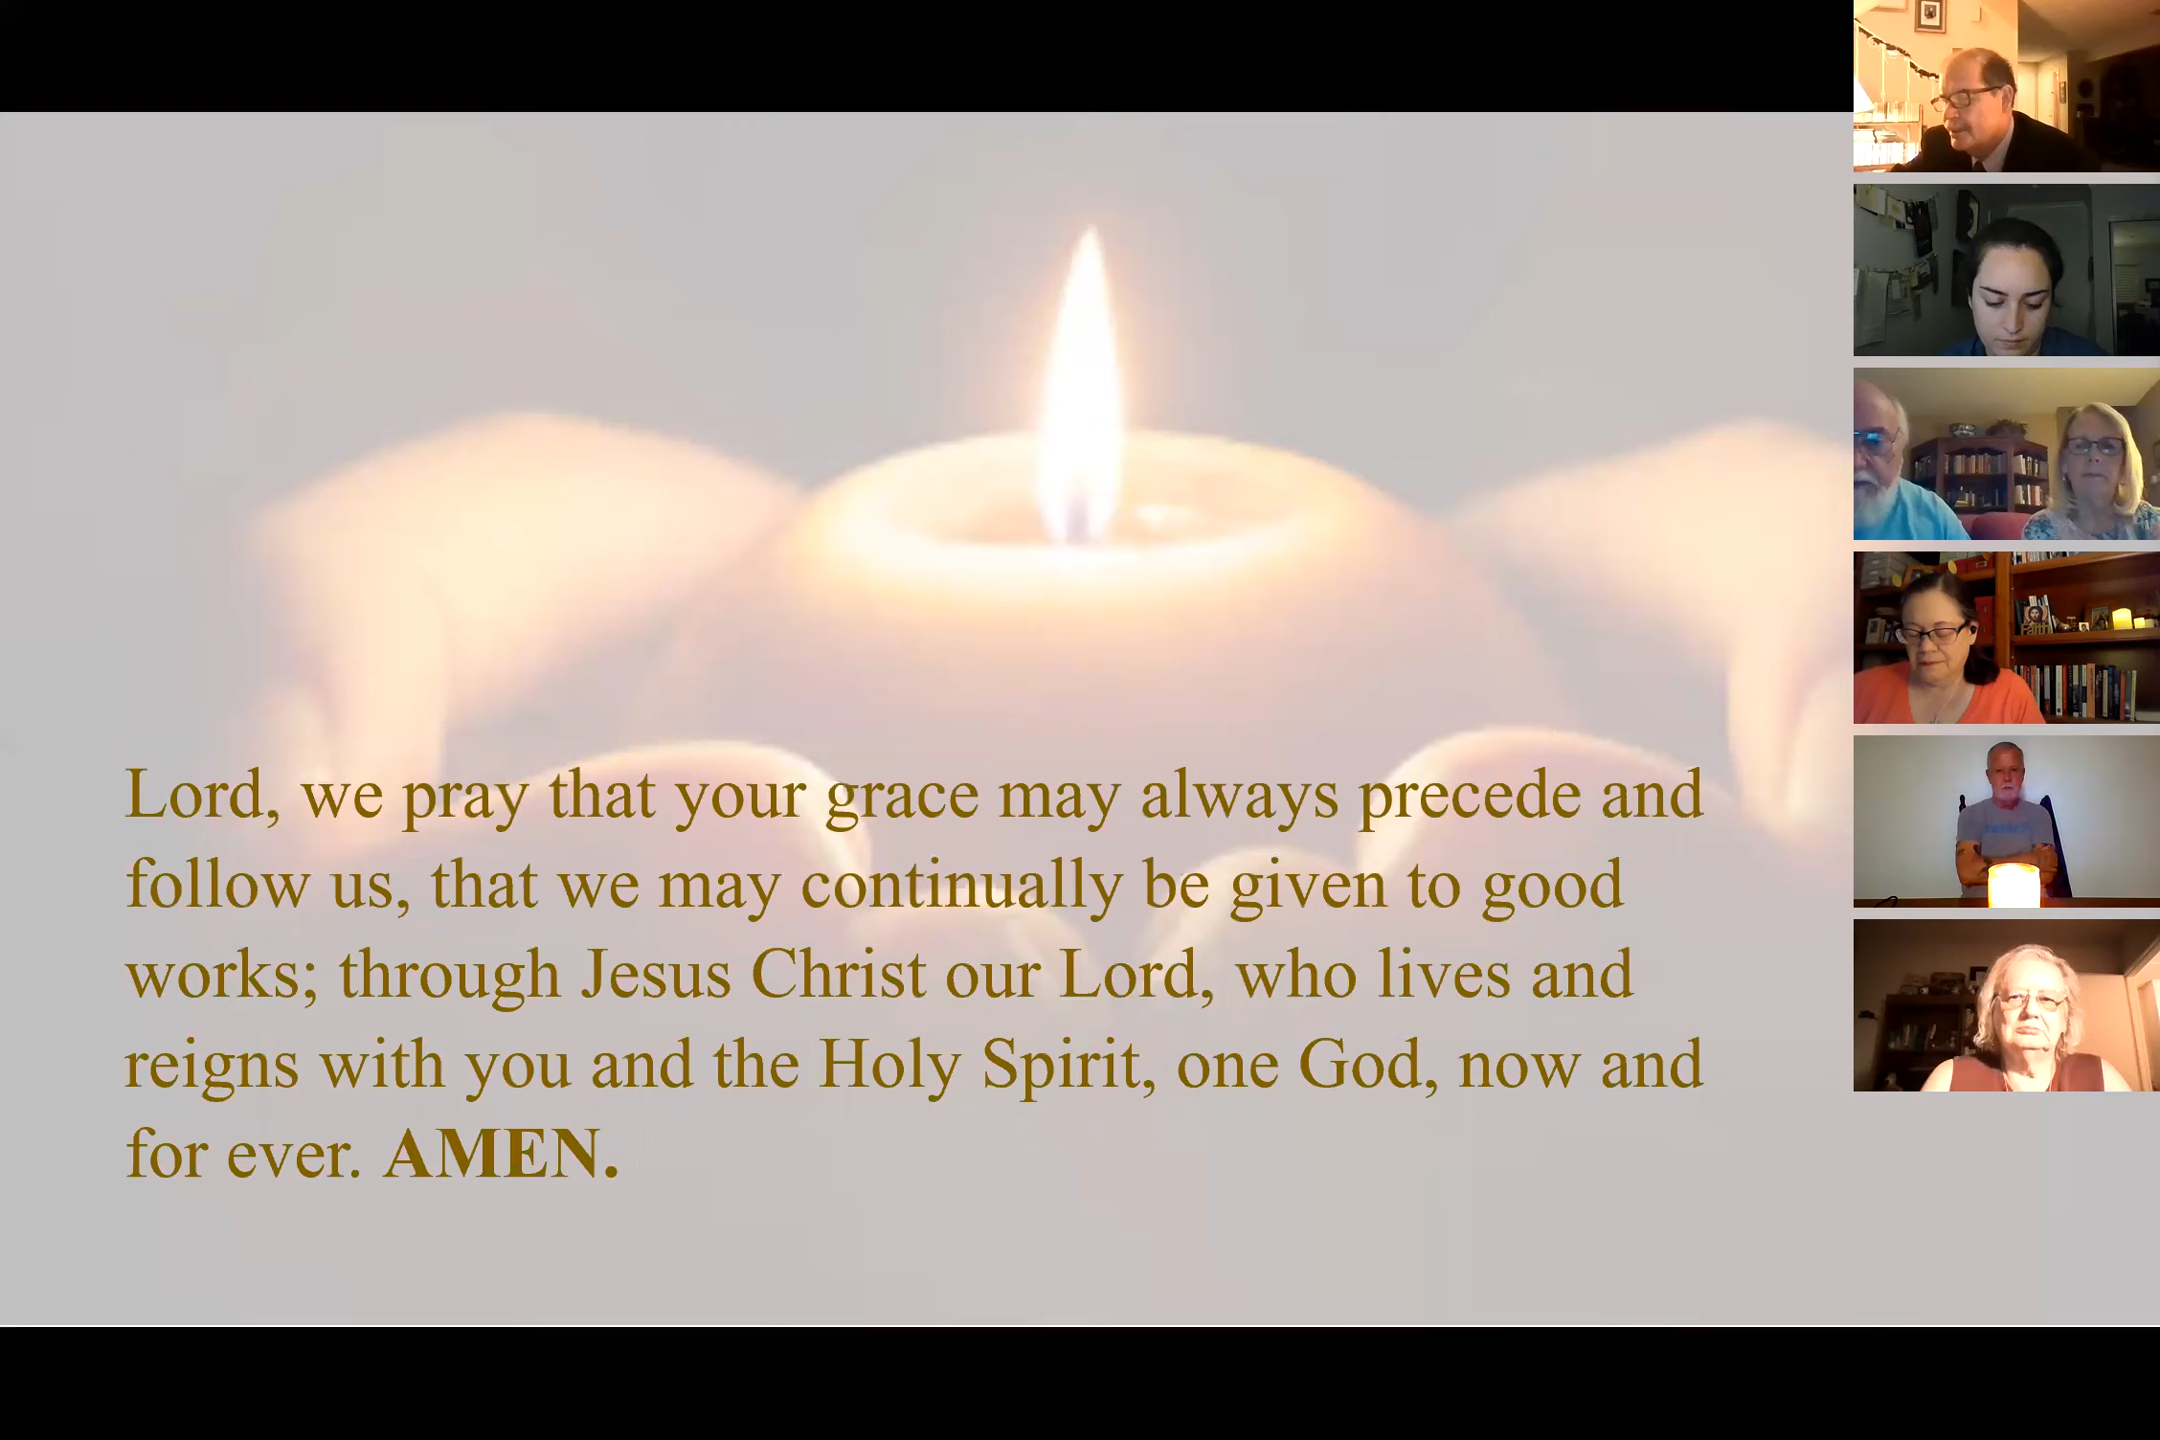 Lord, we pray that your grace may always precede and
follow us, that we may continually be given to good
works; through Jesus Christ our Lord, who lives and
reigns with you and the Holy Spirit, one God, now and
for ever. AMEN.
Faith